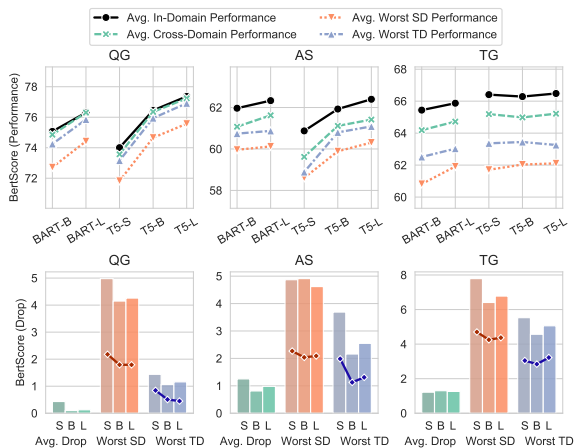 Avg. In-Domain Performance Avg. Worst SD Performance
Avg. Cross-Domain Performance Avg. Worst TD Performance
QG AS TG
BertScore (Performance)
78
76
74
72
BART-B BART-L T5-S T5-B T5-L
62
60
58
BART-B BART-L T5-S T5-B T5-L
66
64
62
60
BART-B BART-L T5-S T5-B T5-L
QG AS TG
BertScore (Drop)
5
4
3
2
1
0
S B L S B L S B L
Avg. Drop Worst SD Worst TD
5
4
3
2
1
0
S B L S B L S B L
Avg. Drop Worst SD Worst TD
8
6
4
2
0
S B L S B L S B L
Avg. Drop Worst SD Worst TD